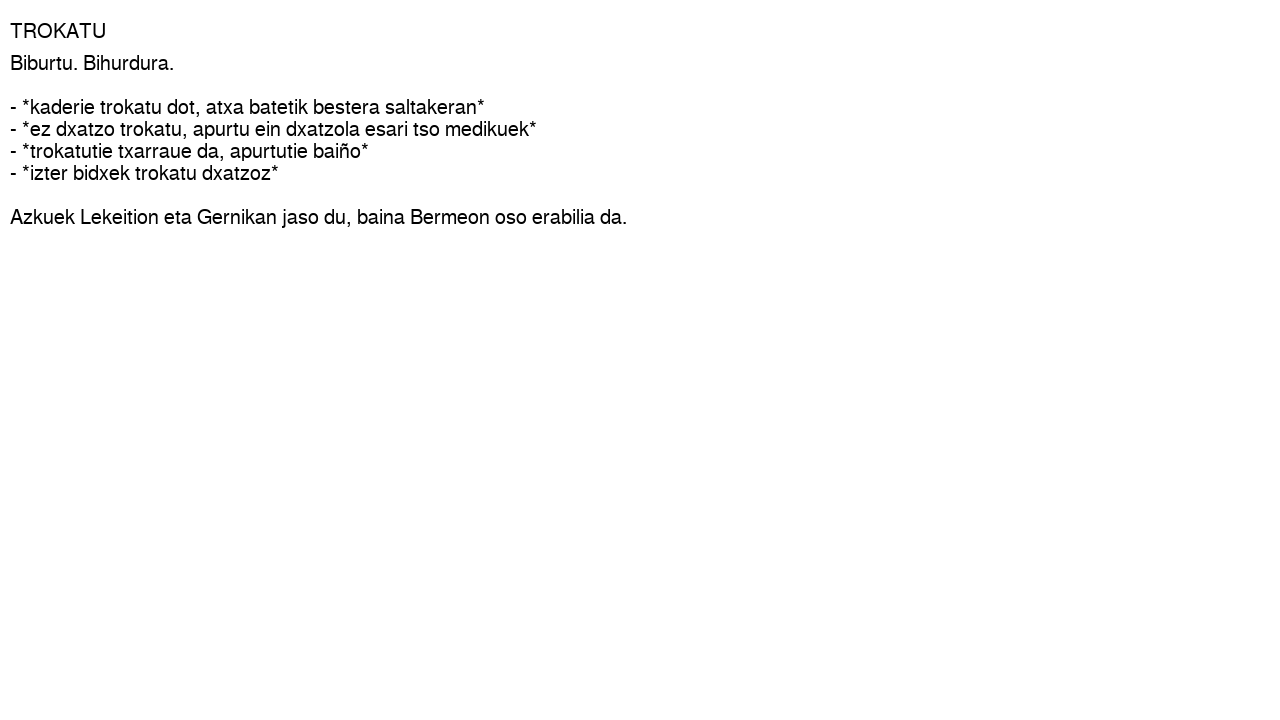 TROKATU
Biburtu. Bihurdura.
- *kaderie trokatu dot, atxa batetik bestera saltakeran*
- *ez dxatzo trokatu, apurtu ein dxatzola esari tso medikuek*
- *trokatutie txarraue da, apurtutie baiño*
- *izter bidxek trokatu dxatzoz*
Azkuek Lekeition eta Gernikan jaso du, baina Bermeon oso erabilia da.